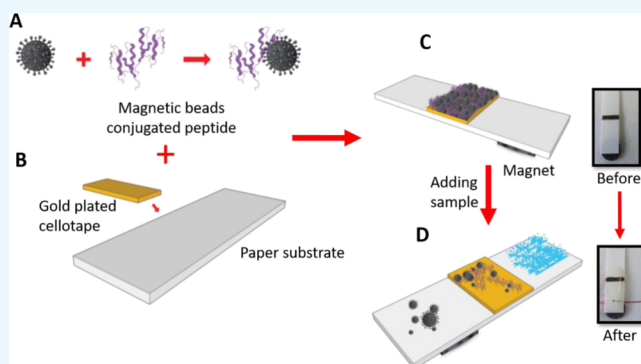 A
Magnetic beads
conjugated peptide
B
Gold plated
cellotape
Paper substrate
C
Magnet
Adding
sample
D
Before
After